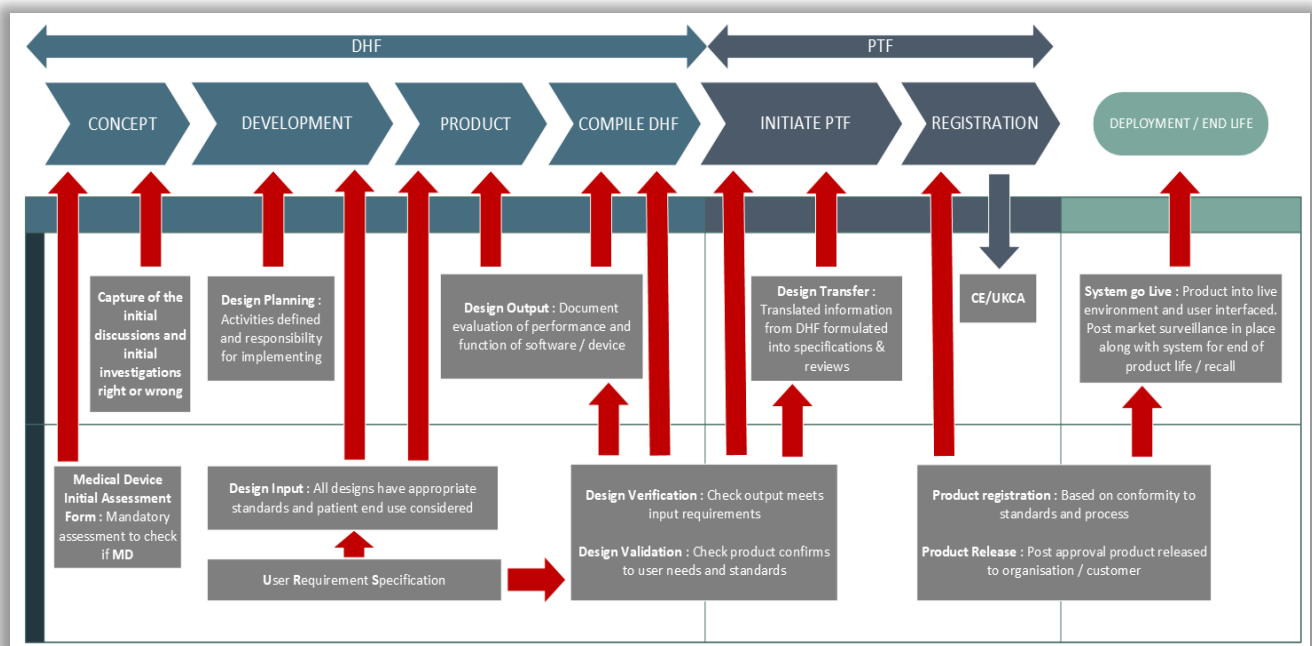 DHF
PTF
CONCEPT
DEVELOPMENT
PRODUCT
COMPILE DHF
INITIATE PTF
REGISTRATION
DEPLOYMENT / END LIFE
Capture of the
initial
discussions and
initial
investigations
right or wrong
Design Planning :
Activities defined
and responsibility
for implementing
Design Output : Document
evaluation of performance and
function of software / device
Design Transfer :
Translated information
from DHF formulated
into specifications &
reviews
CE/UKCA
System go Live : Product into live
environment and user interfaced.
Post market surveillance in place
along with system for end of
product life / recall
Medical Device
Initial Assessment
Form : Mandatory
assessment to check
if MD
Design Input : All designs have appropriate
standards and patient end use considered
User Requirement Specification
Design Verification : Check output meets
input requirements
Design Validation : Check product confirms
to user needs and standards
Product registration : Based on conformity to
standards and process
Product Release : Post approval product released
to organisation / customer